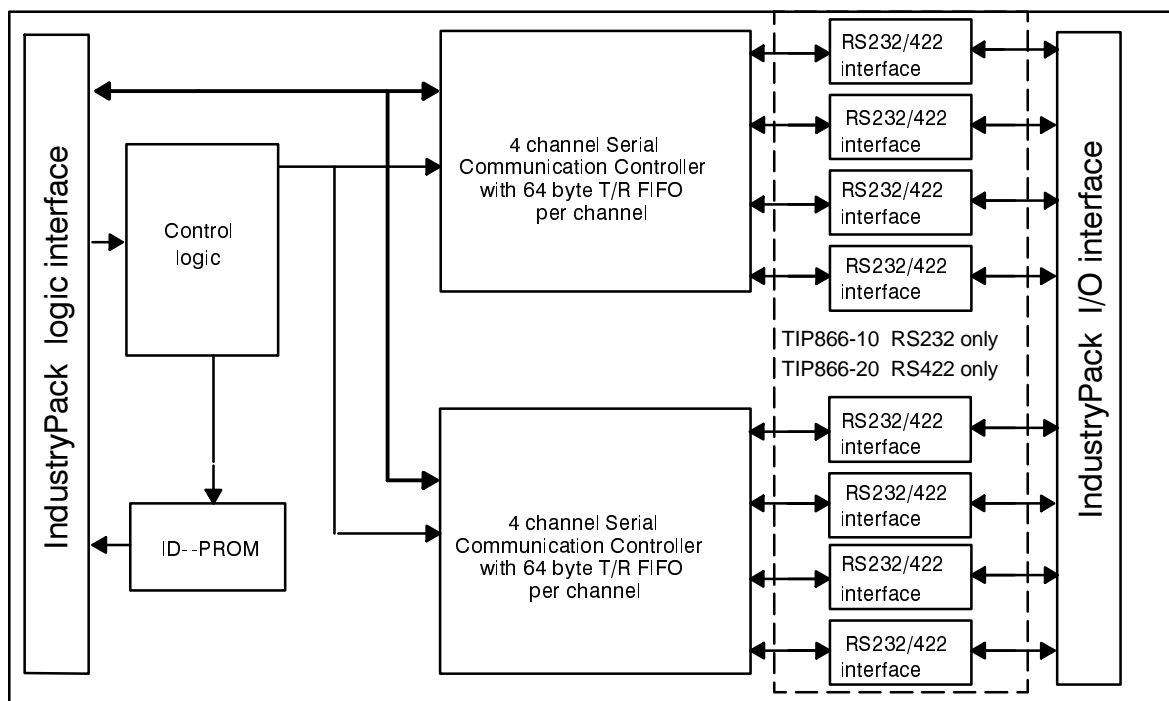 IndustryPack logic interface
Control
logic
ID--PROM
4 channel Serial
Communication Controller
with 64 byte T/R FIFO
per channel
4 channel Serial
Communication Controller
with 64 byte T/R FIFO
per channel
RS232/422
interface
RS232/422
interface
RS232/422
interface
RS232/422
interface
TIP866-10 RS232 only
TIP866-20 RS422 only
RS232/422
interface
RS232/422
interface
RS232/422
interface
RS232/422
interface
IndustryPack I/O interface